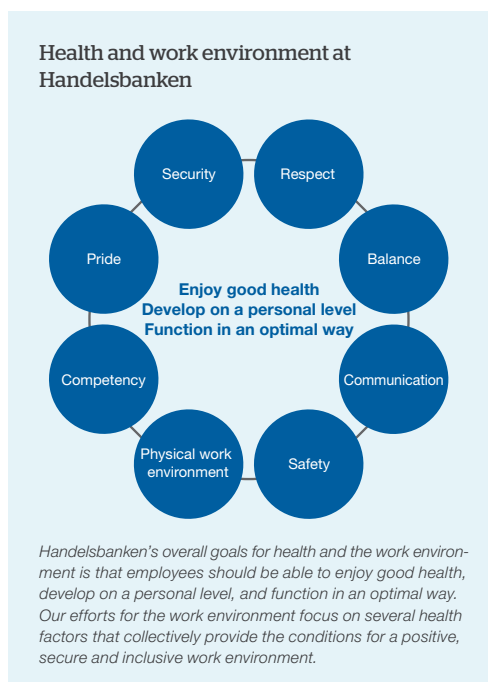 Health and work environment at
Handelsbanken
Security
Respect
Pride
Balance
Enjoy good health
Develop on a personal level
Function in an optimal way
Competency
Communication
Physical work
environment
Safety
Handelsbanken's overall goals for health and the work environ-
ment is that employees should be able to enjoy good health,
develop on a personal level, and function in an optimal way.
Our efforts for the work environment focus on several health
factors that collectively provide the conditions for a positive,
secure and inclusive work environment.